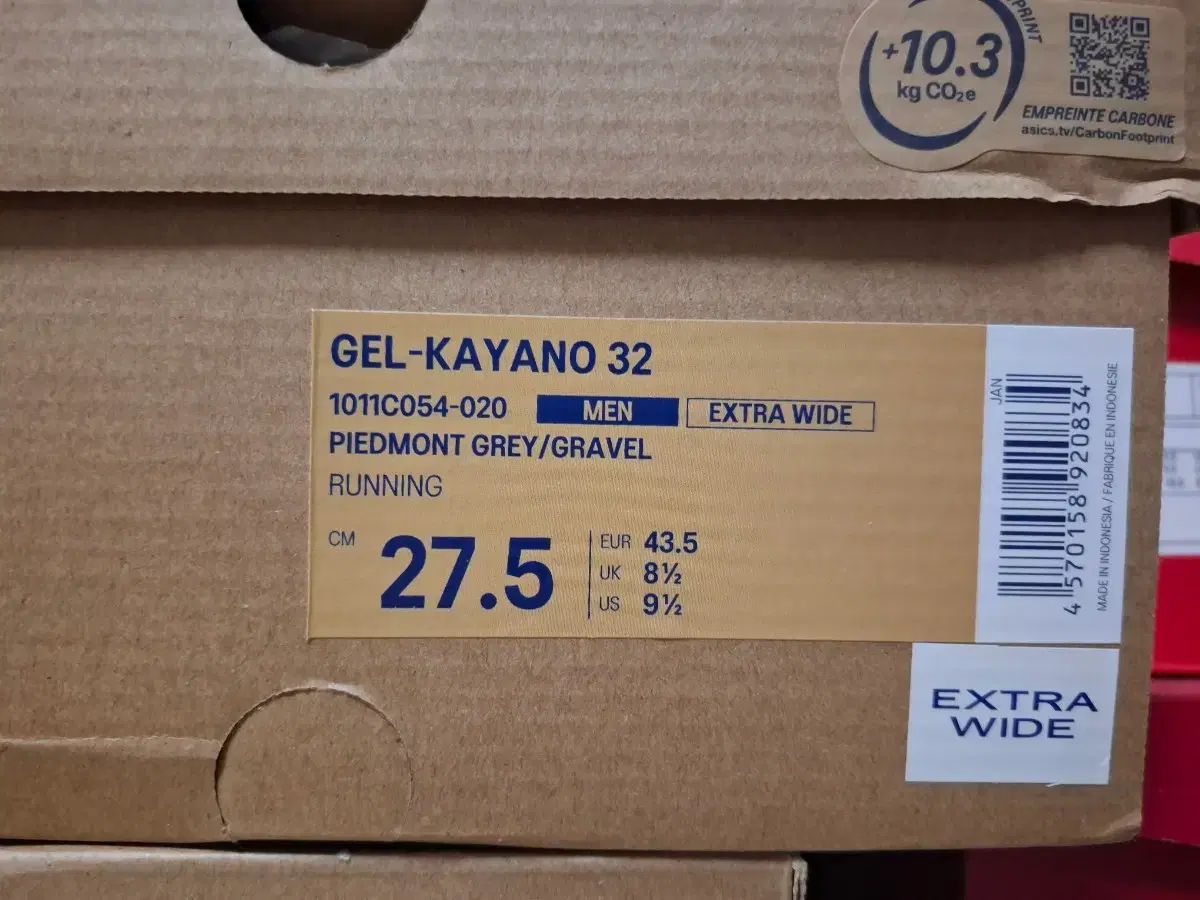 +10.3
kg CO₂e
PRINT
EMPREINTE CARBONE
asics.tv/CarbonFootprint
GEL-KAYANO 32
1011C054-020 MEN EXTRA WIDE
PIEDMONT GREY/GRAVEL
RUNNING
CM 27.5
EUR 43.5
UK 8½
US 9½
JAN
4 570158 920834
MADE IN INDONESIA / FABRIQUE EN INDONESIE
EXTRA
WIDE